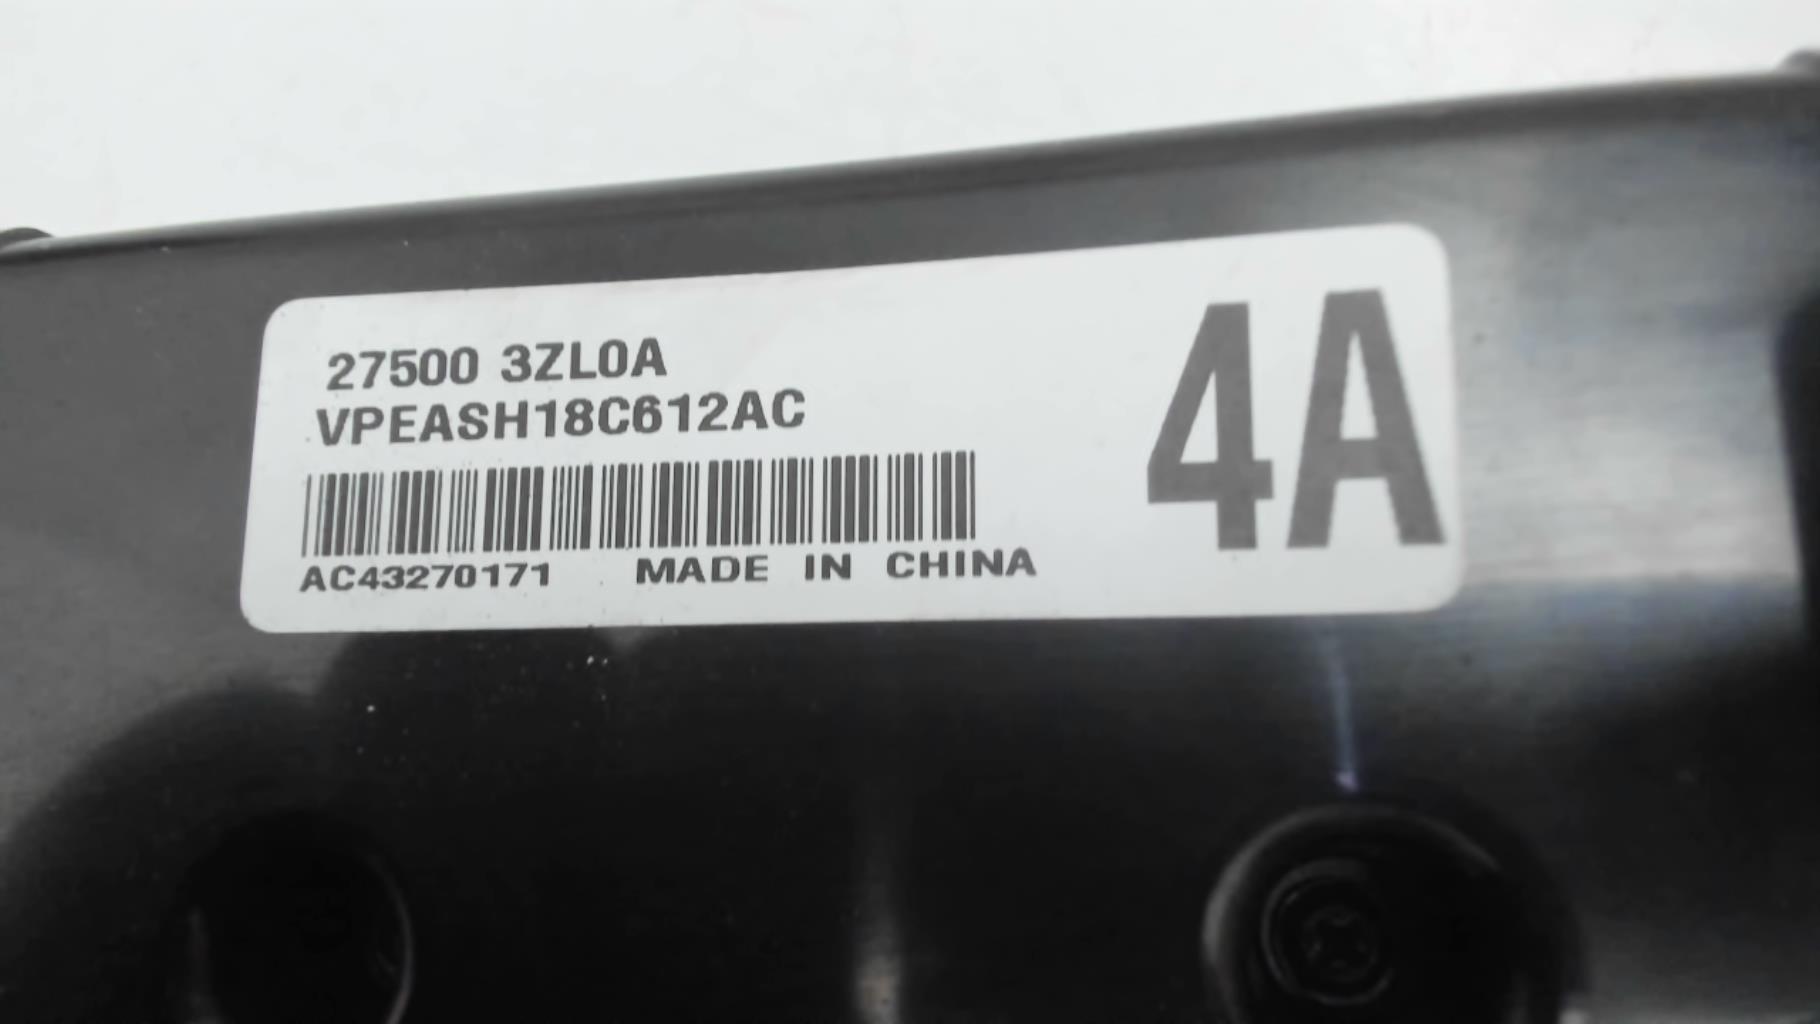 27500 3ZL0A
VPEASH18C612AC
4A
AC43270171 MADE IN CHINA